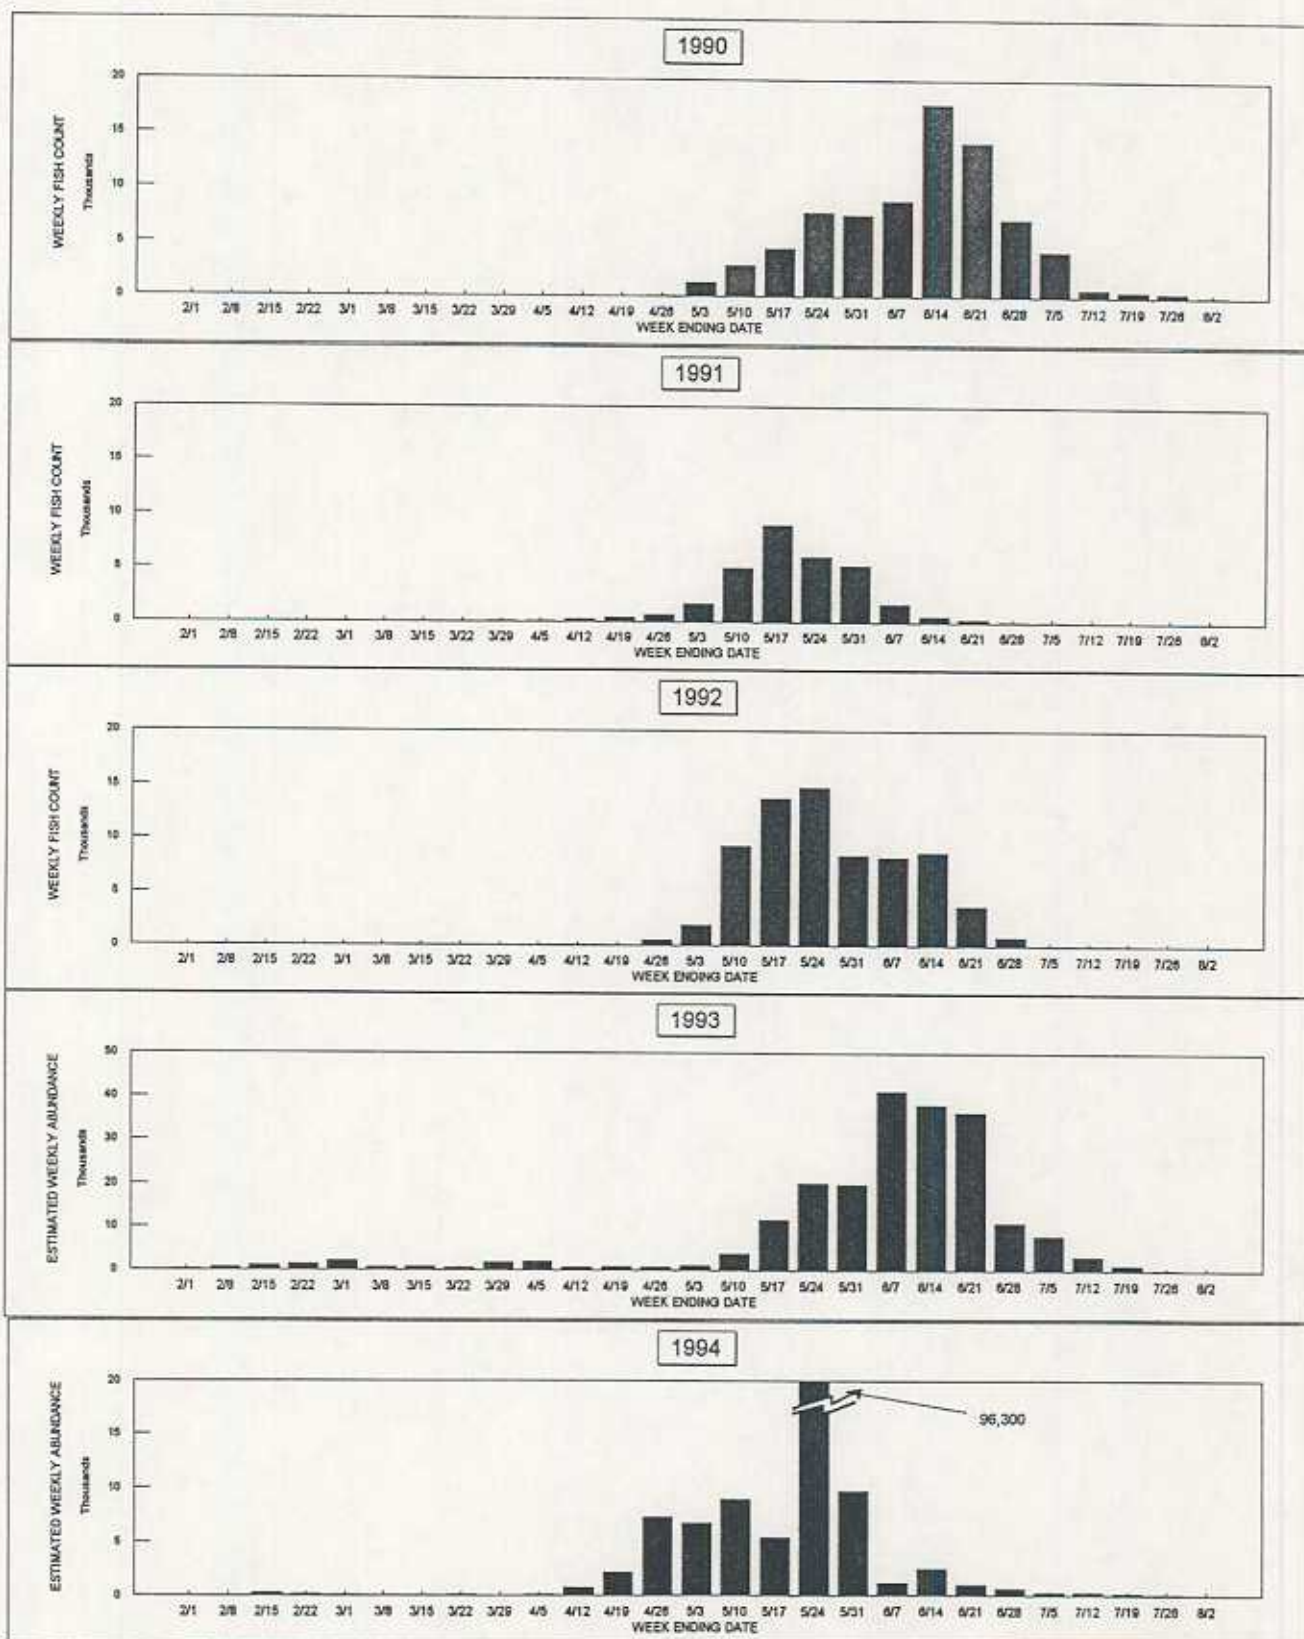 1990
WEEKLY FISH COUNT
Thousands
20
15
10
5
0
2/1 2/8 2/15 2/22 3/1 3/8 3/15 3/22 3/29 4/5 4/12 4/19 4/26 5/3 5/10 5/17 5/24 5/31 6/7 6/14 6/21 6/28 7/5 7/12 7/19 7/26 8/2
WEEK ENDING DATE
1991
WEEKLY FISH COUNT
Thousands
20
15
10
5
0
2/1 2/8 2/15 2/22 3/1 3/8 3/15 3/22 3/29 4/5 4/12 4/19 4/26 5/3 5/10 5/17 5/24 5/31 6/7 6/14 6/21 6/28 7/5 7/12 7/19 7/26 8/2
WEEK ENDING DATE
1992
WEEKLY FISH COUNT
Thousands
20
15
10
5
0
2/1 2/8 2/15 2/22 3/1 3/8 3/15 3/22 3/29 4/5 4/12 4/19 4/26 5/3 5/10 5/17 5/24 5/31 6/7 6/14 6/21 6/28 7/5 7/12 7/19 7/26 8/2
WEEK ENDING DATE
1993
ESTIMATED WEEKLY ABUNDANCE
Thousands
50
40
30
20
10
0
2/1 2/8 2/15 2/22 3/1 3/8 3/15 3/22 3/29 4/5 4/12 4/19 4/26 5/3 5/10 5/17 5/24 5/31 6/7 6/14 6/21 6/28 7/5 7/12 7/19 7/26 8/2
WEEK ENDING DATE
1994
ESTIMATED WEEKLY ABUNDANCE
Thousands
20
15
10
5
0
96,300
2/1 2/8 2/15 2/22 3/1 3/8 3/15 3/22 3/29 4/5 4/12 4/19 4/26 5/3 5/10 5/17 5/24 5/31 6/7 6/14 6/21 6/28 7/5 7/12 7/19 7/26 8/2
WEEK ENDING DATE